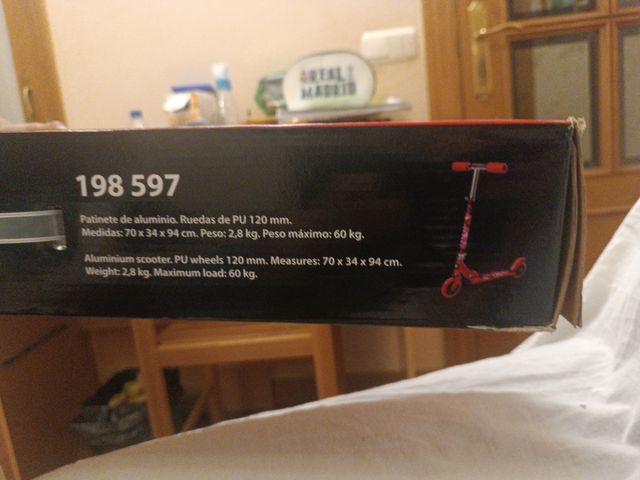 REAL
MADRID
198 597
Patinete de aluminio. Ruedas de PU 120 mm.
Medidas: 70 x 34 x 94 cm. Peso: 2,8 kg. Peso máximo: 60 kg.
Aluminium scooter. PU wheels 120 mm. Measures: 70 x 34 x 94 cm.
Weight: 2,8 kg. Maximum load: 60 kg.